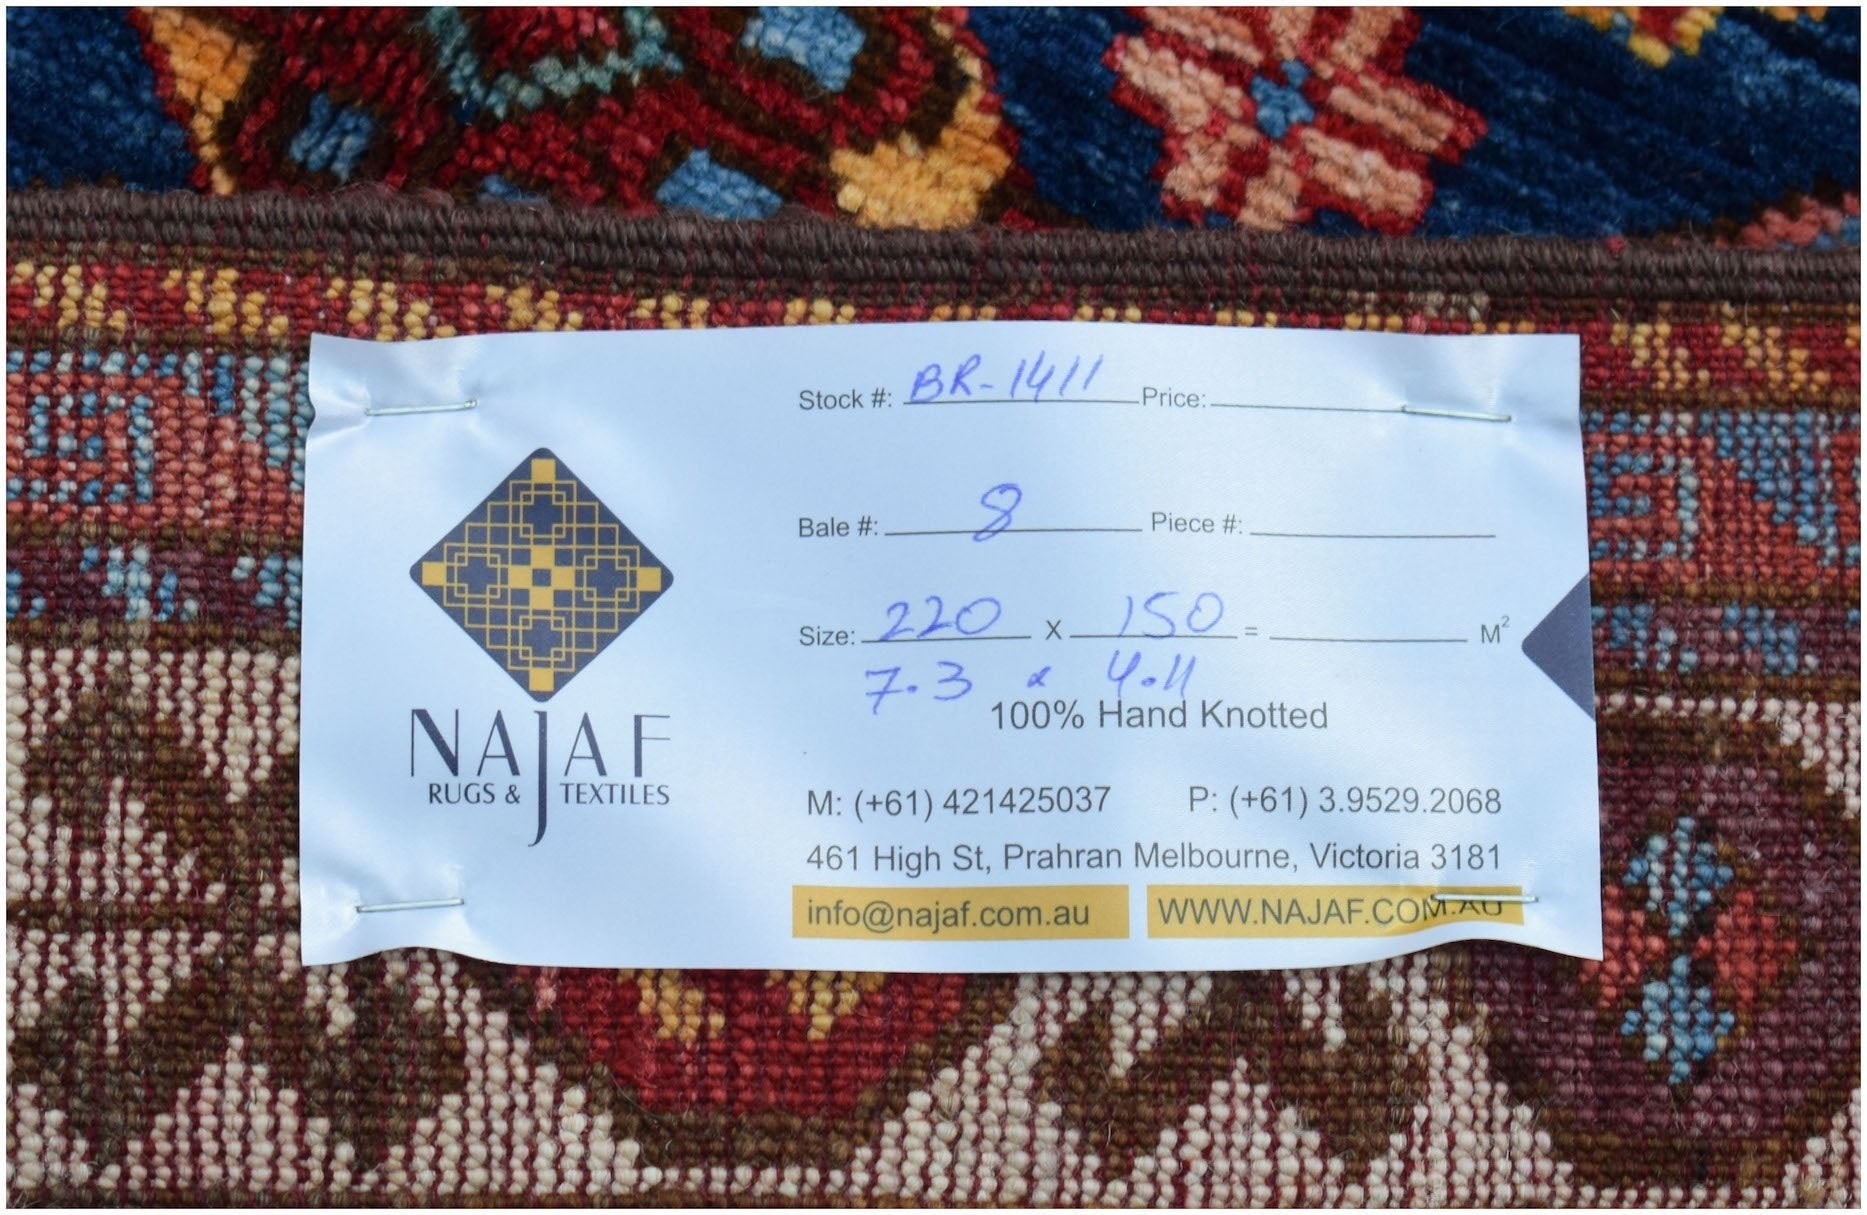 Stock #: BR-1411 Price:
Bale #: 8 Piece #:
Size: 220 X 150 = M²
7.3 x 4.11
100% Hand Knotted
NAJAF
RUGS & TEXTILES
M: (+61) 421425037 P: (+61) 3.9529.2068
461 High St, Prahran Melbourne, Victoria 3181
info@najaf.com.au WWW.NAJAF.COM.AU